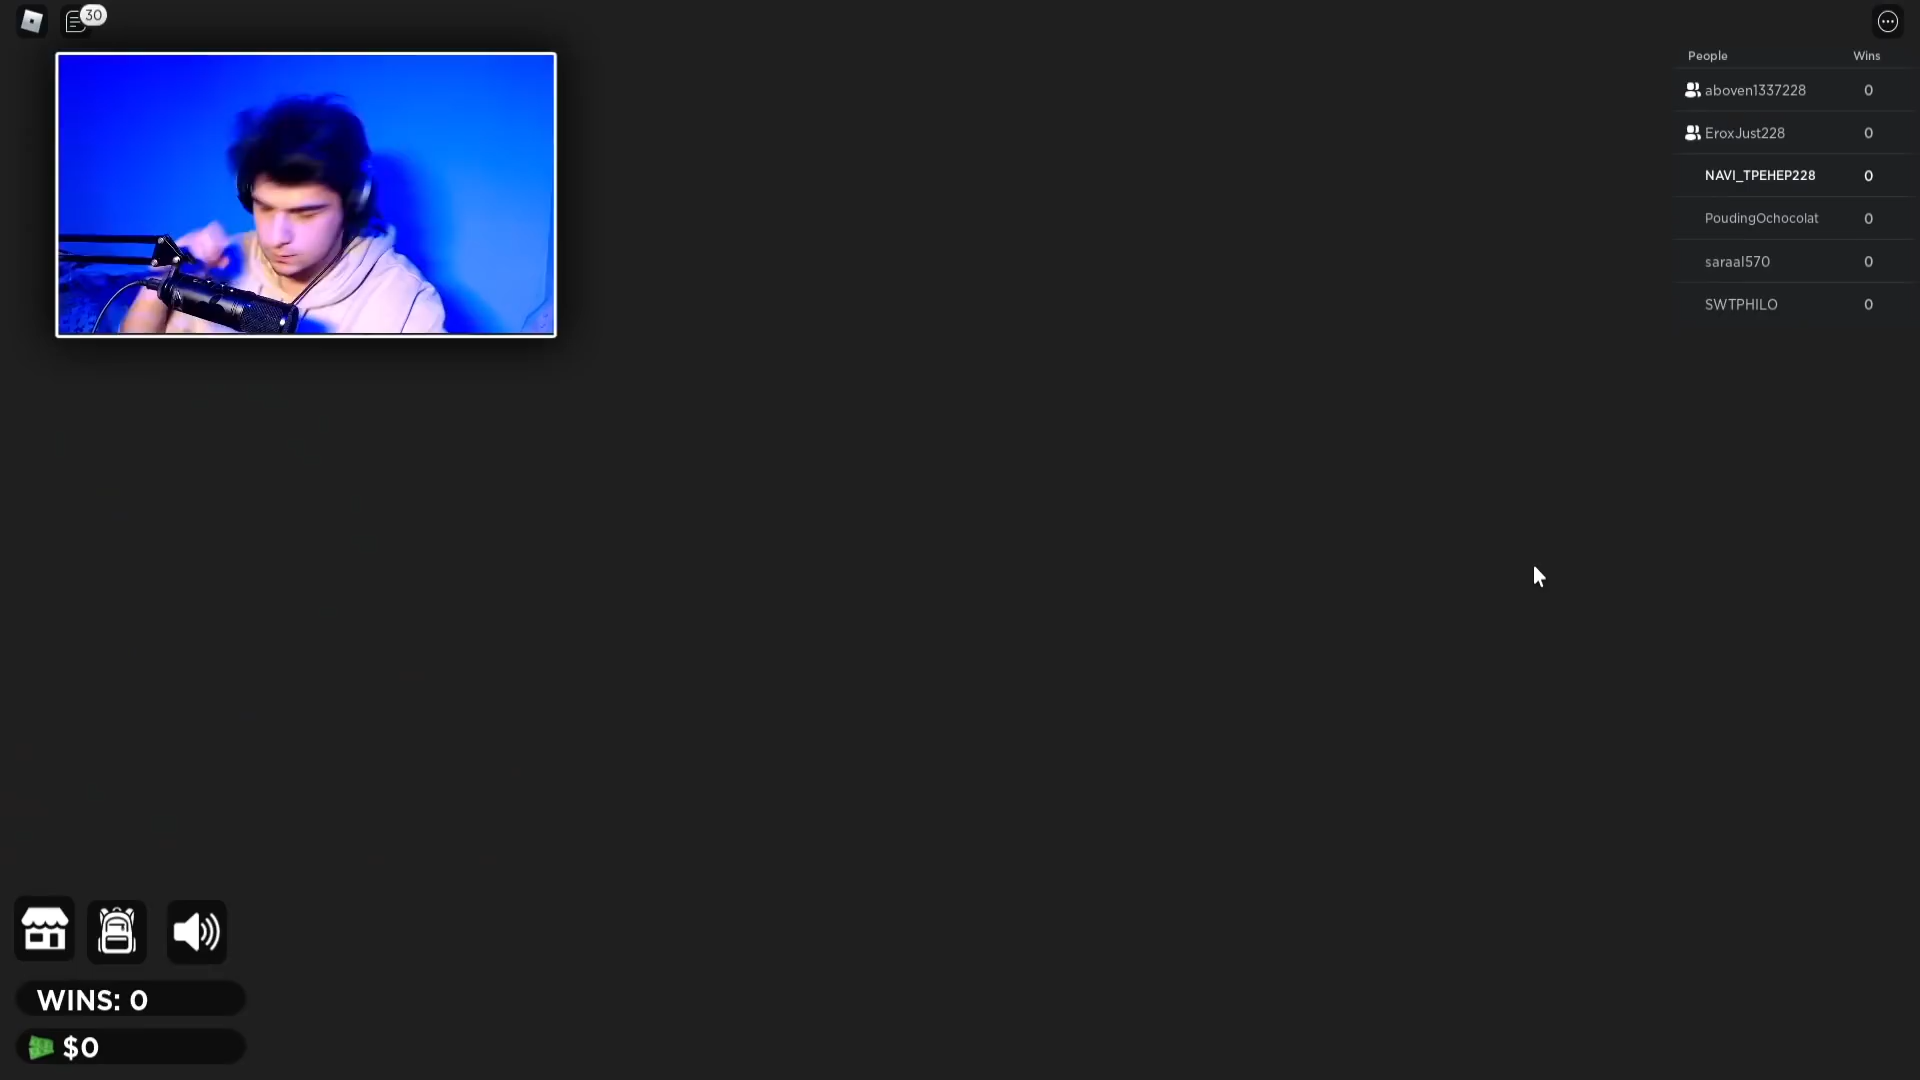 30
People Wins
aboven1337228 0
EroxJust228 0
NAVI_TPEHEP228 0
PoudingOchocolat 0
saraal570 0
SWTPHILO 0
WINS: 0
$0